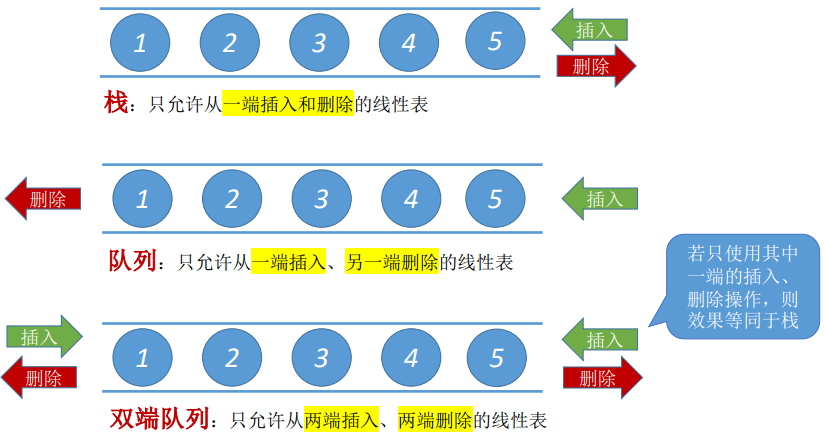 1 2 3 4 5 插入
删除
栈：只允许从一端插入和删除的线性表
删除 1 2 3 4 5 插入
队列：只允许从一端插入、另一端删除的线性表
若只使用其中
一端的插入、
删除操作，则
效果等同于栈
插入 插入
1 2 3 4 5
删除 删除
双端队列：只允许从两端插入、两端删除的线性表